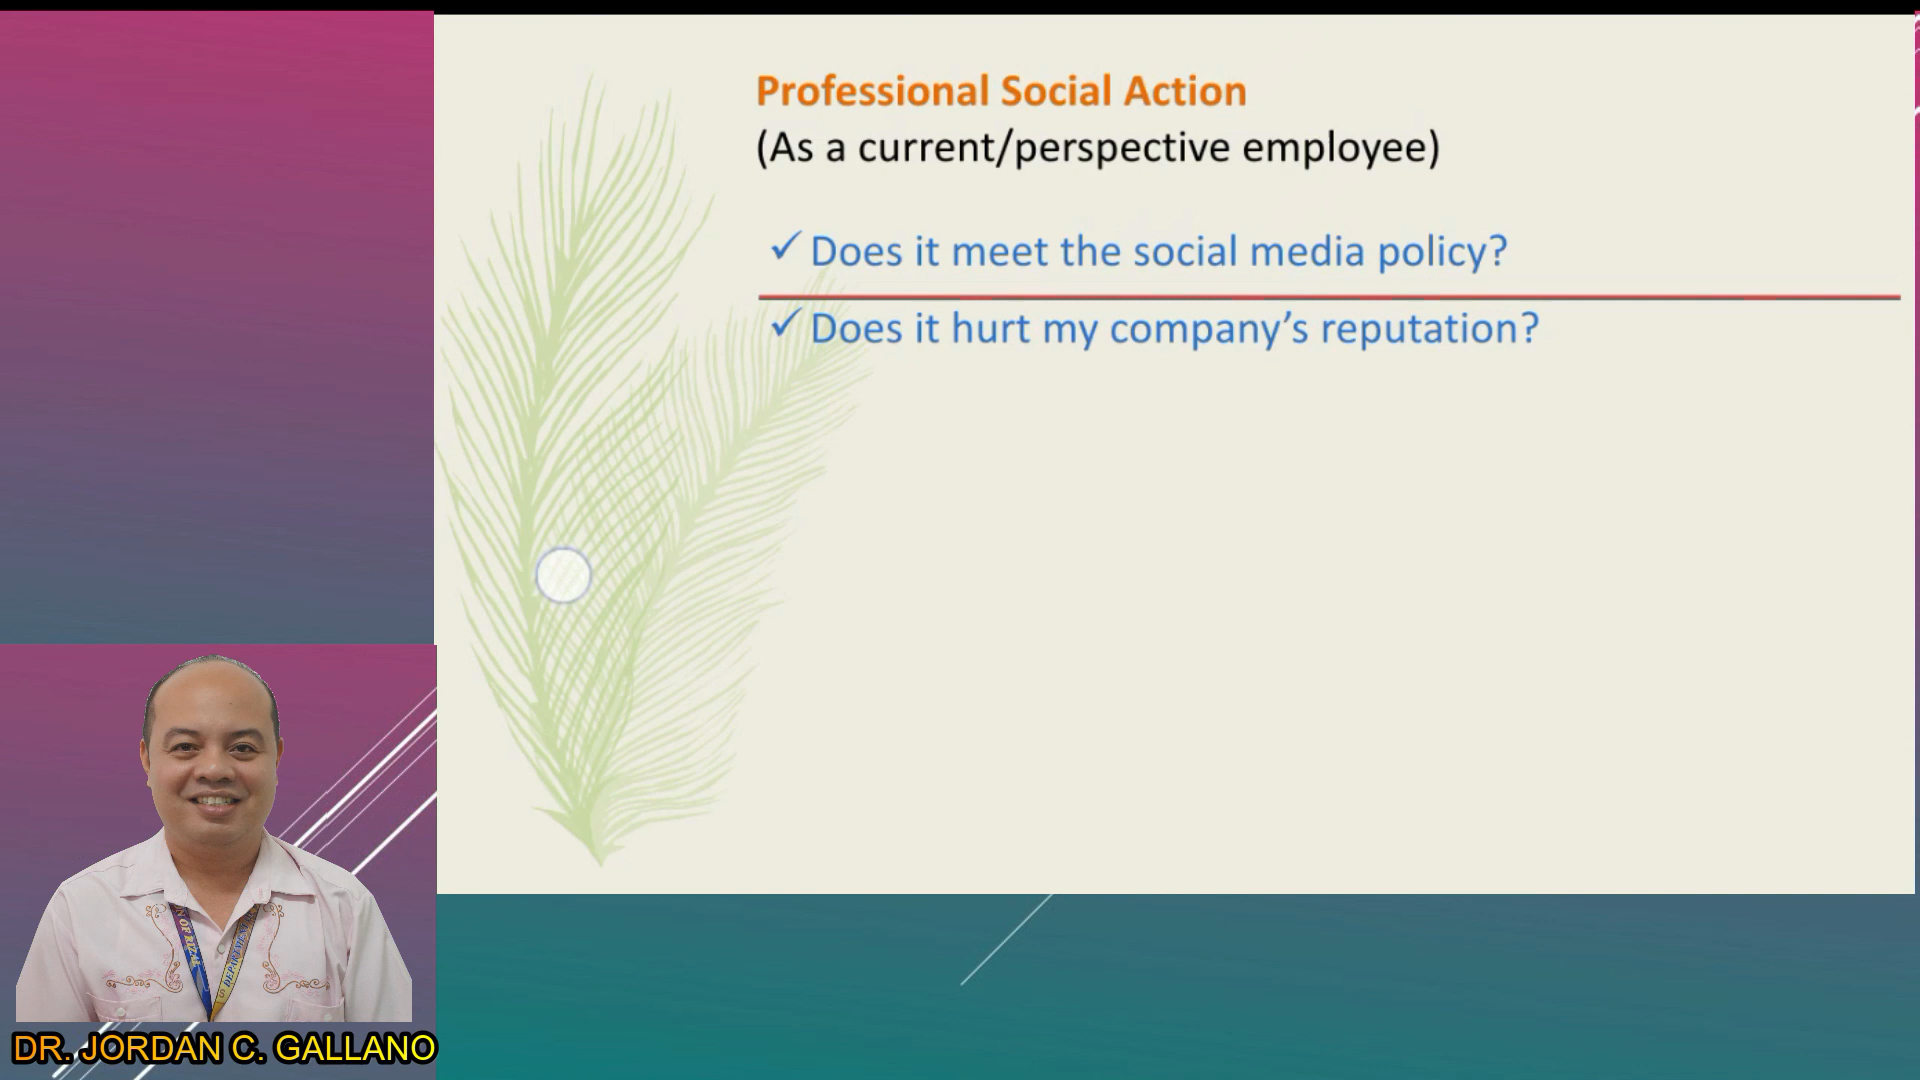 Professional Social Action
(As a current/perspective employee)
✓ Does it meet the social media policy?
✓ Does it hurt my company's reputation?
DR. JORDAN C. GALLANO